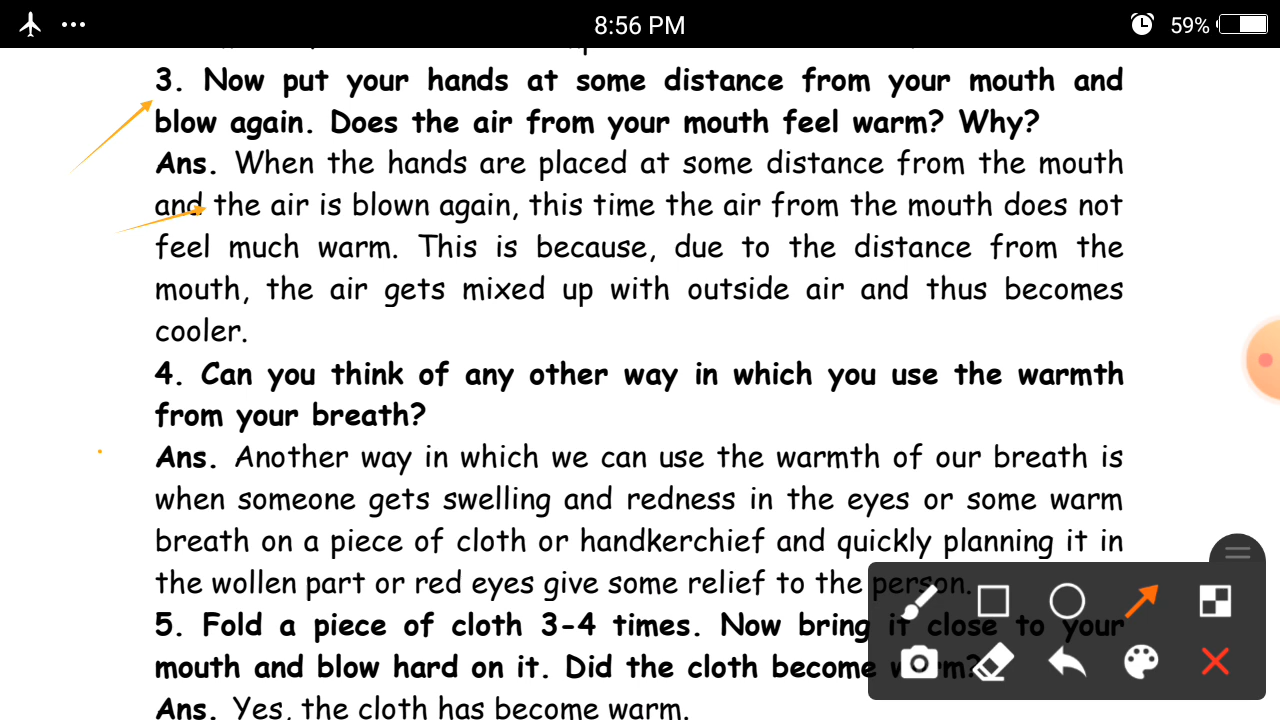 8:56 PM
59%
3. Now put your hands at some distance from your mouth and
blow again. Does the air from your mouth feel warm? Why?
Ans. When the hands are placed at some distance from the mouth
and the air is blown again, this time the air from the mouth does not
feel much warm. This is because, due to the distance from the
mouth, the air gets mixed up with outside air and thus becomes
cooler.
4. Can you think of any other way in which you use the warmth
from your breath?
Ans. Another way in which we can use the warmth of our breath is
when someone gets swelling and redness in the eyes or some warm
breath on a piece of cloth or handkerchief and quickly planning it in
the wollen part or red eyes give some relief to the person.
5. Fold a piece of cloth 3-4 times. Now bring it close to your
mouth and blow hard on it. Did the cloth become warm?
Ans. Yes, the cloth has become warm.